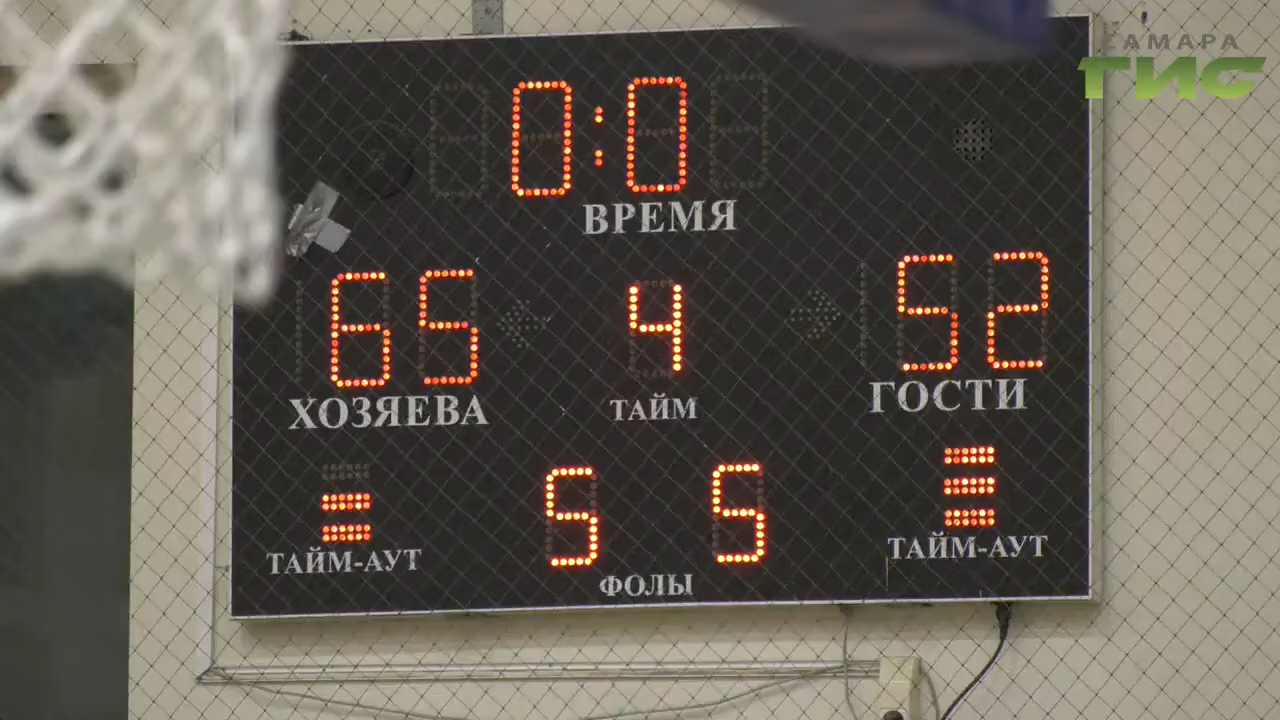 САМАРА
ГИС
0:0
ВРЕМЯ
65 4 52
ХОЗЯЕВА ТАЙМ ГОСТИ
5 5
ТАЙМ-АУТ ФОЛЫ ТАЙМ-АУТ